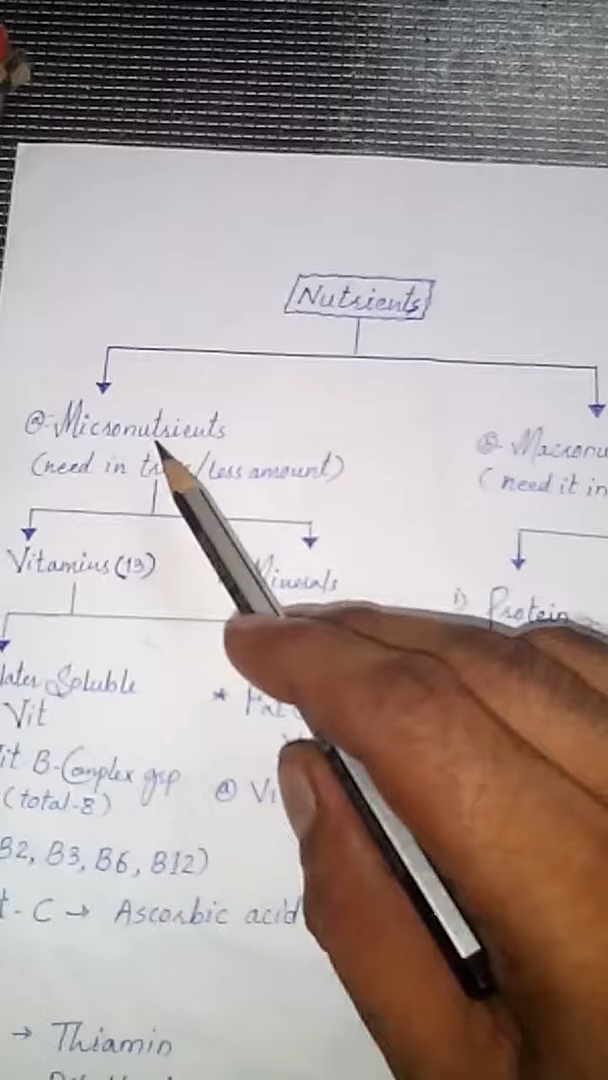 Nutrients
@ Micronutrients
(need in /Less amount)
Vitamins (13)
Minerals
Water Soluble
Vit
Vit B-Complex grp
(total-8)
B2, B3, B6, B12)
- C → Ascorbic acid
→ Thiamin
(need it in
i) Protein
* Fat
@ Vi